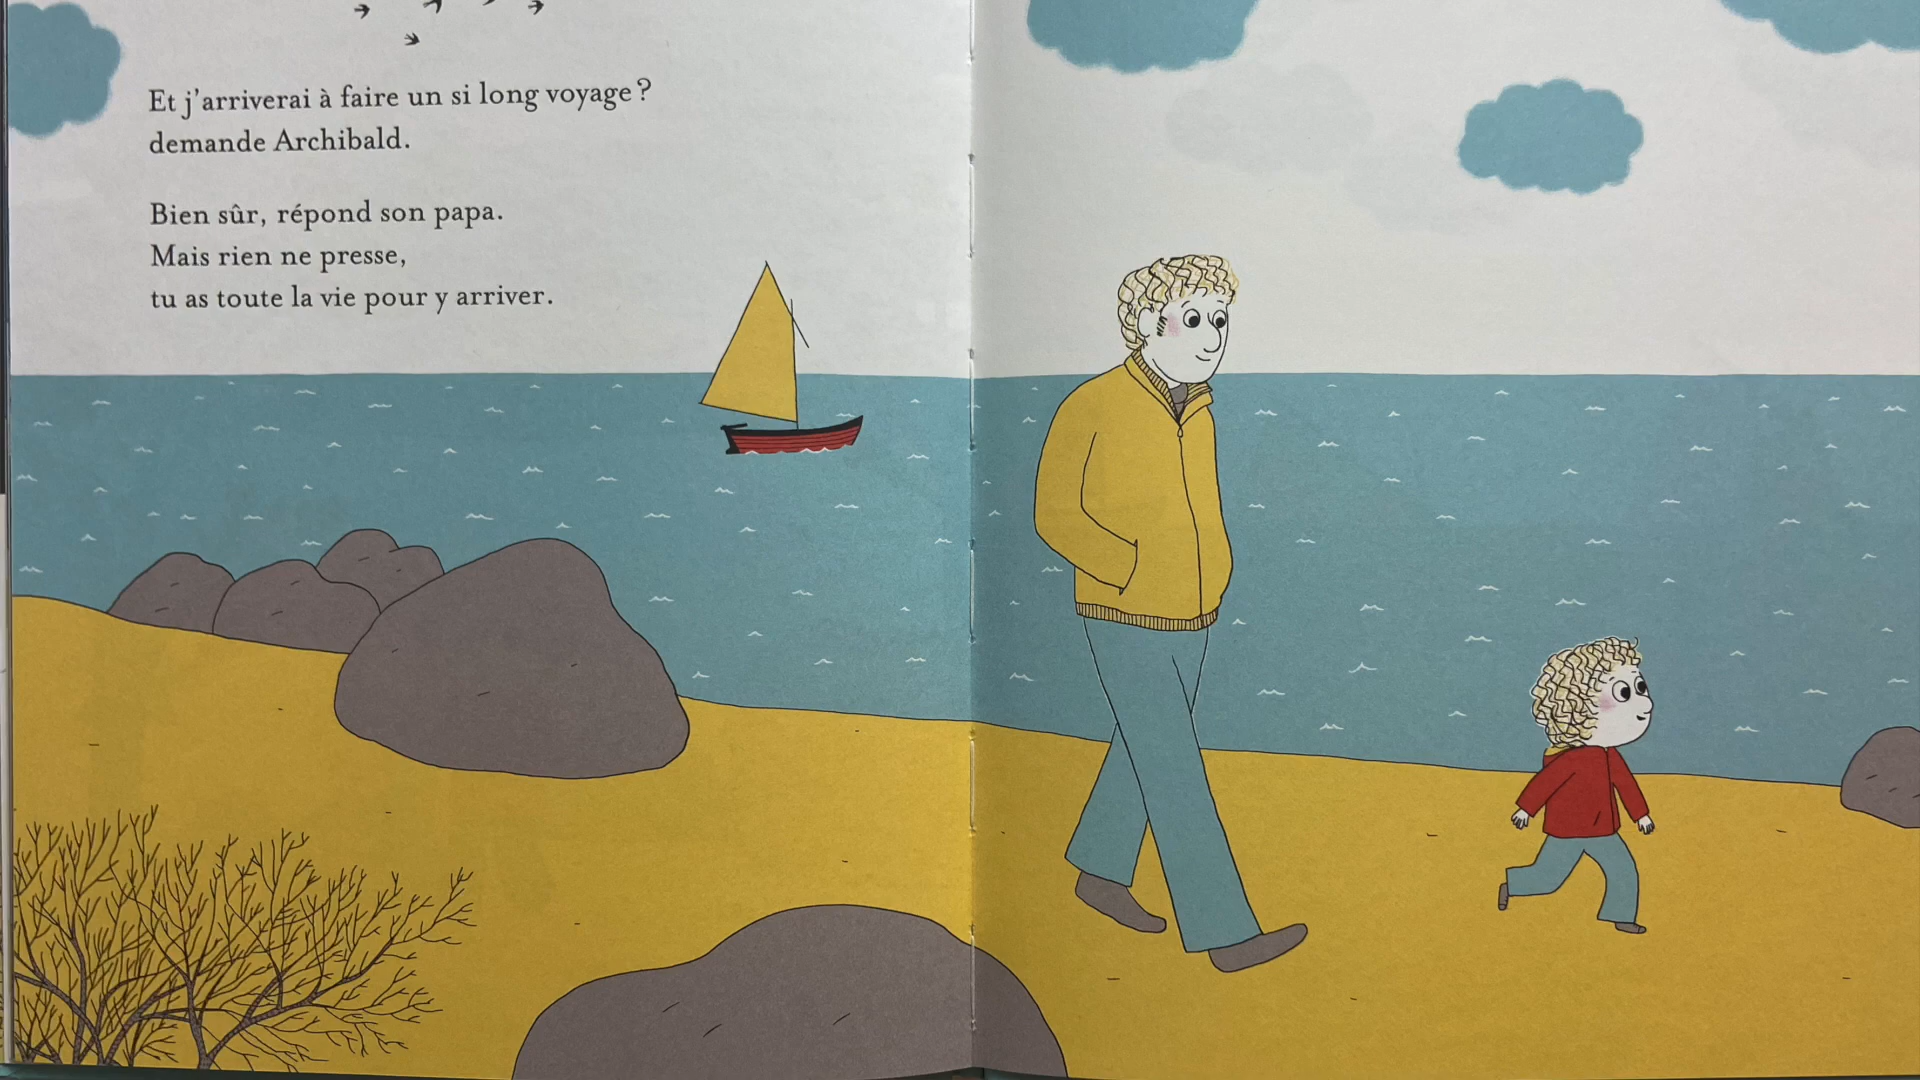 Et j'arriverai à faire un si long voyage ?
demande Archibald.
Bien sûr, répond son papa.
Mais rien ne presse,
tu as toute la vie pour y arriver.